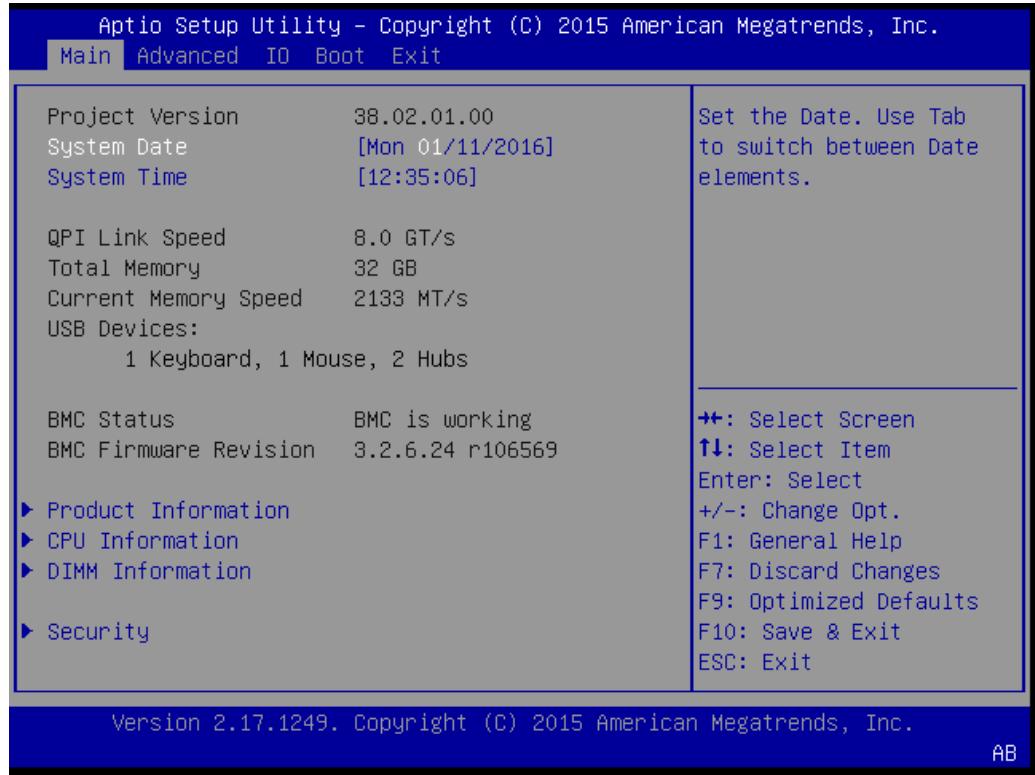 Aptio Setup Utility – Copyright (C) 2015 American Megatrends, Inc.
Main Advanced IO Boot Exit
Project Version 38.02.01.00
System Date [Mon 01/11/2016]
System Time [12:35:06]
QPI Link Speed 8.0 GT/s
Total Memory 32 GB
Current Memory Speed 2133 MT/s
USB Devices:
1 Keyboard, 1 Mouse, 2 Hubs
BMC Status BMC is working
BMC Firmware Revision 3.2.6.24 r106569
▶ Product Information
▶ CPU Information
▶ DIMM Information
▶ Security
Set the Date. Use Tab
to switch between Date
elements.
→←: Select Screen
↑↓: Select Item
Enter: Select
+/-: Change Opt.
F1: General Help
F7: Discard Changes
F9: Optimized Defaults
F10: Save & Exit
ESC: Exit
Version 2.17.1249. Copyright (C) 2015 American Megatrends, Inc.
AB